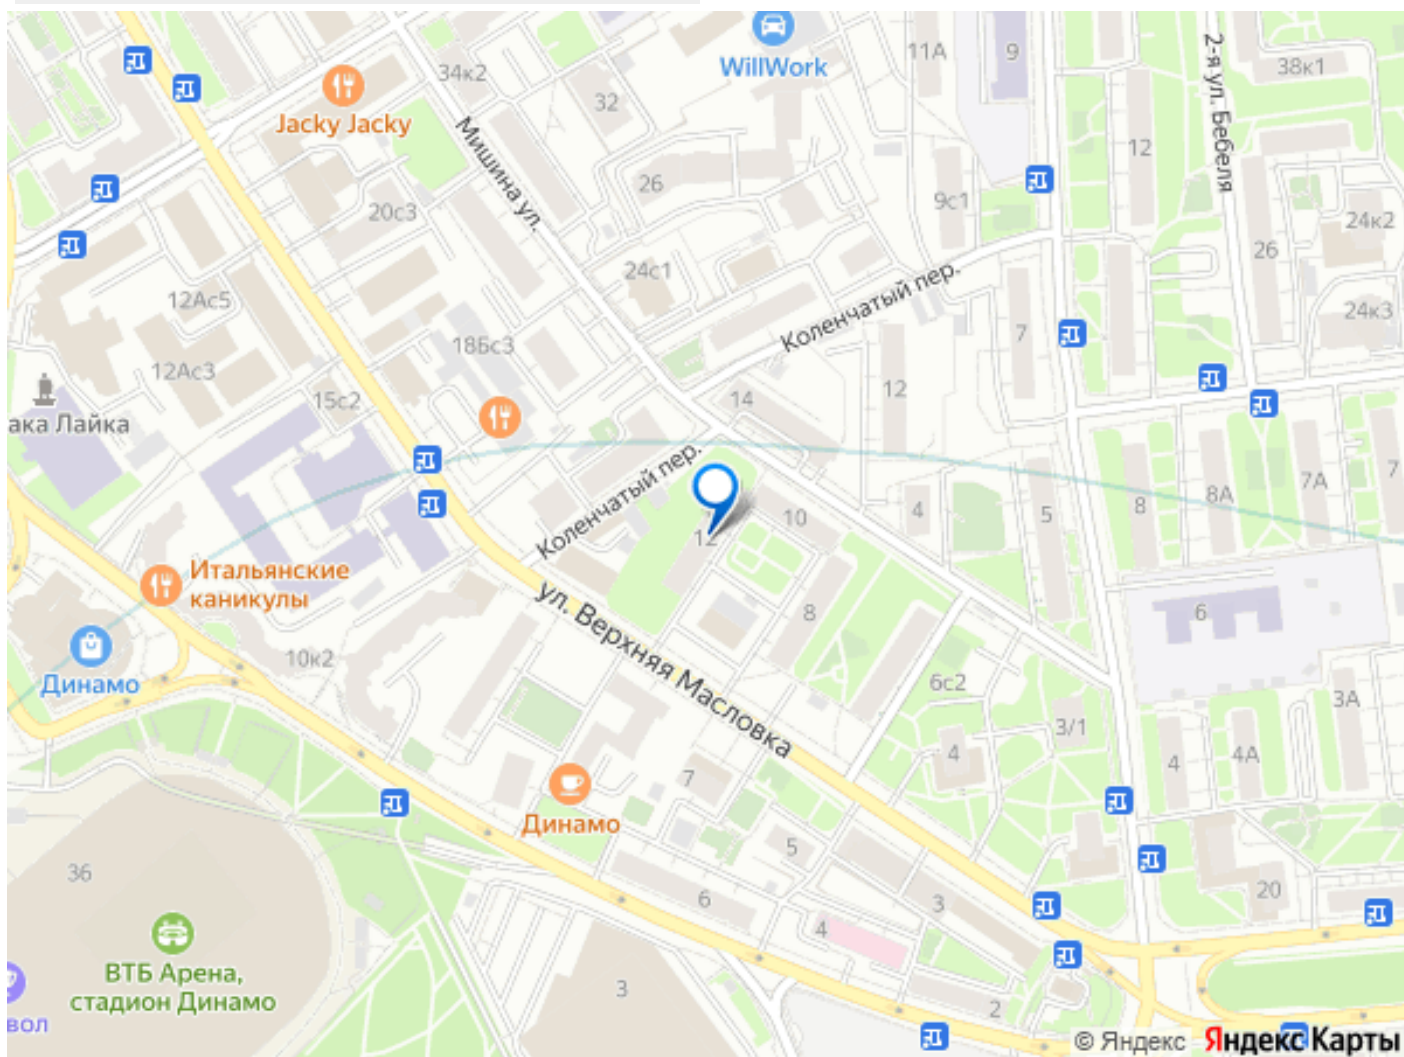 WillWork
11А
9
2-я ул. Бебеля
38к1
34к2
32
Jacky Jacky
Мишина ул.
12
26
9с1
20с3
24к2
26
24с1
12Ас5
Коленчатый пер.
24к3
7
18Бс3
12Ас3
15с2
14
12
ака Лайка
Коленчатый пер.
7
7А
8А
8
4
5
10
12
Итальянские
каникулы
ул. Верхняя Масловка
8
6
10к2
Динамо
6с2
3А
3/1
4
4А
4
7
Динамо
5
36
6
3
20
4
ВТБ Арена,
стадион Динамо
3
2
вол
© Яндекс Яндекс Карты